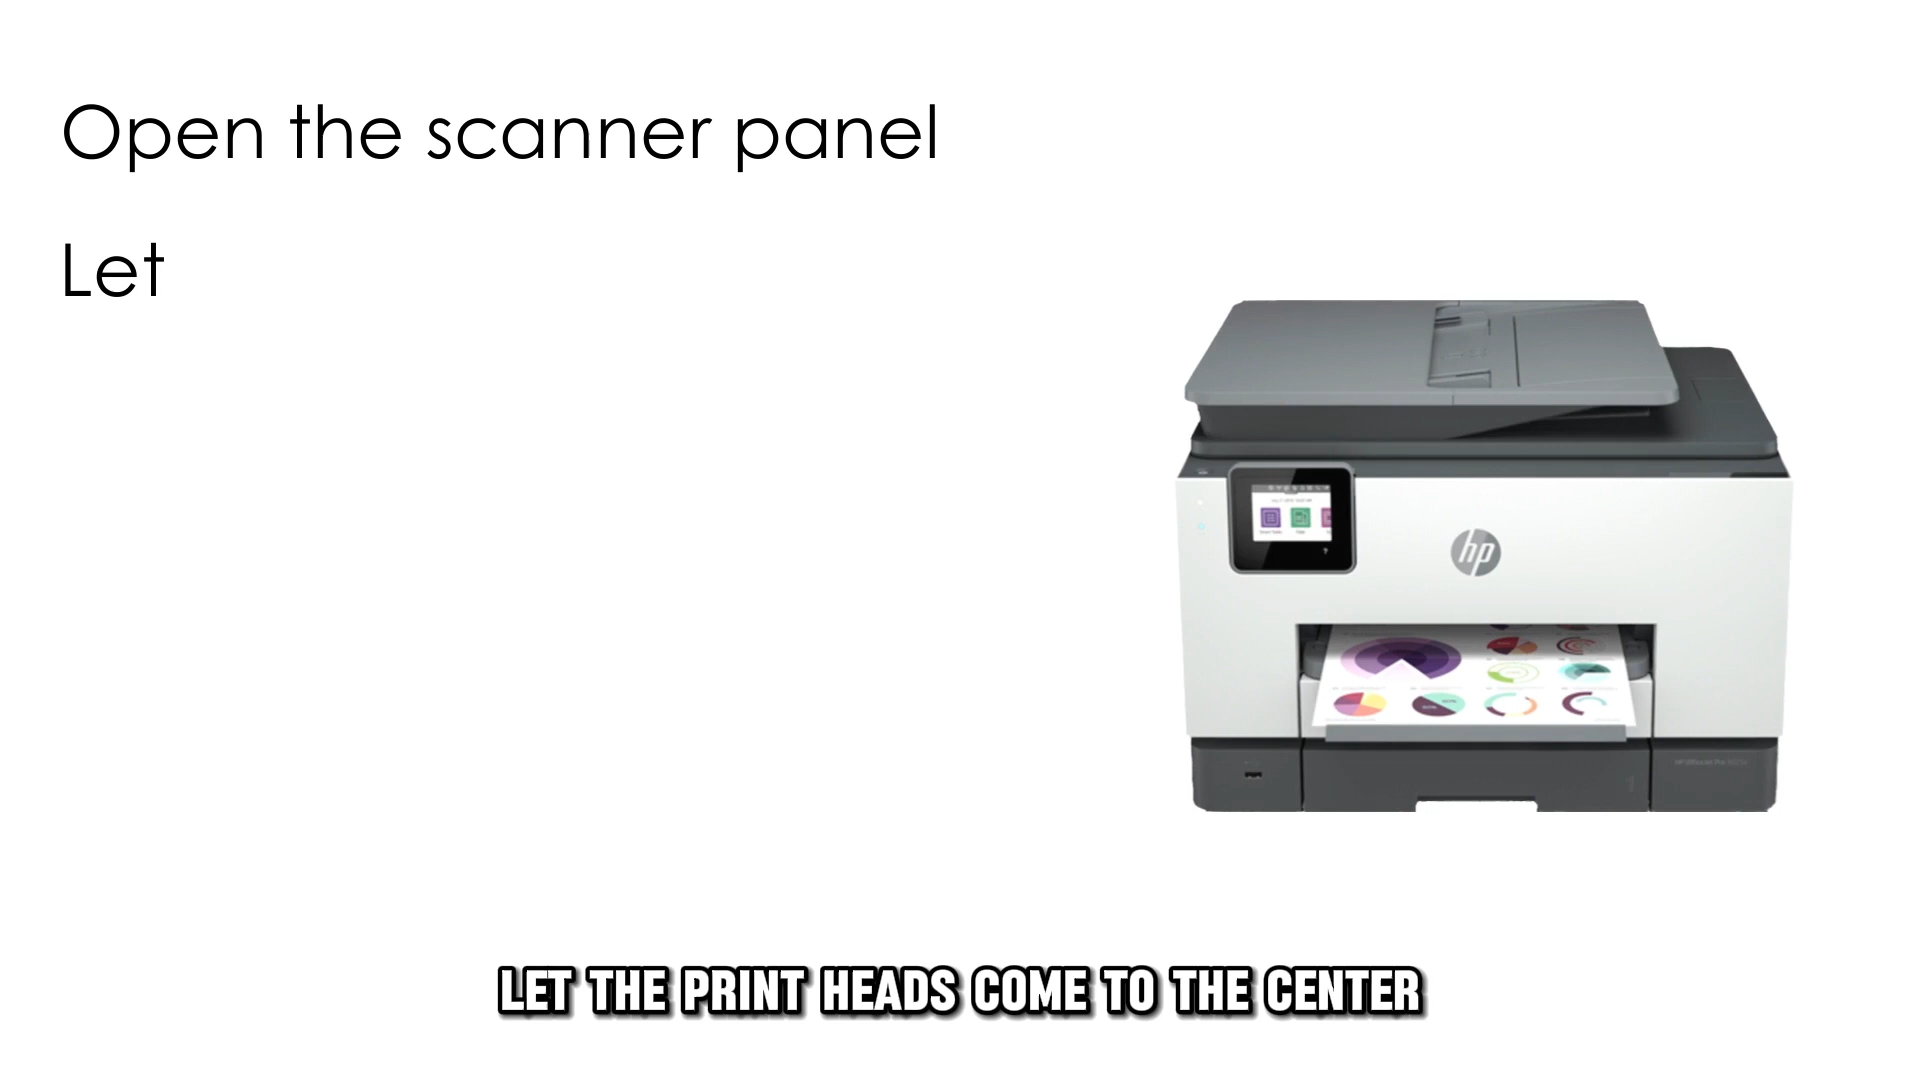 Open the scanner panel
Let
hp
LET THE PRINT HEADS COME TO THE CENTER